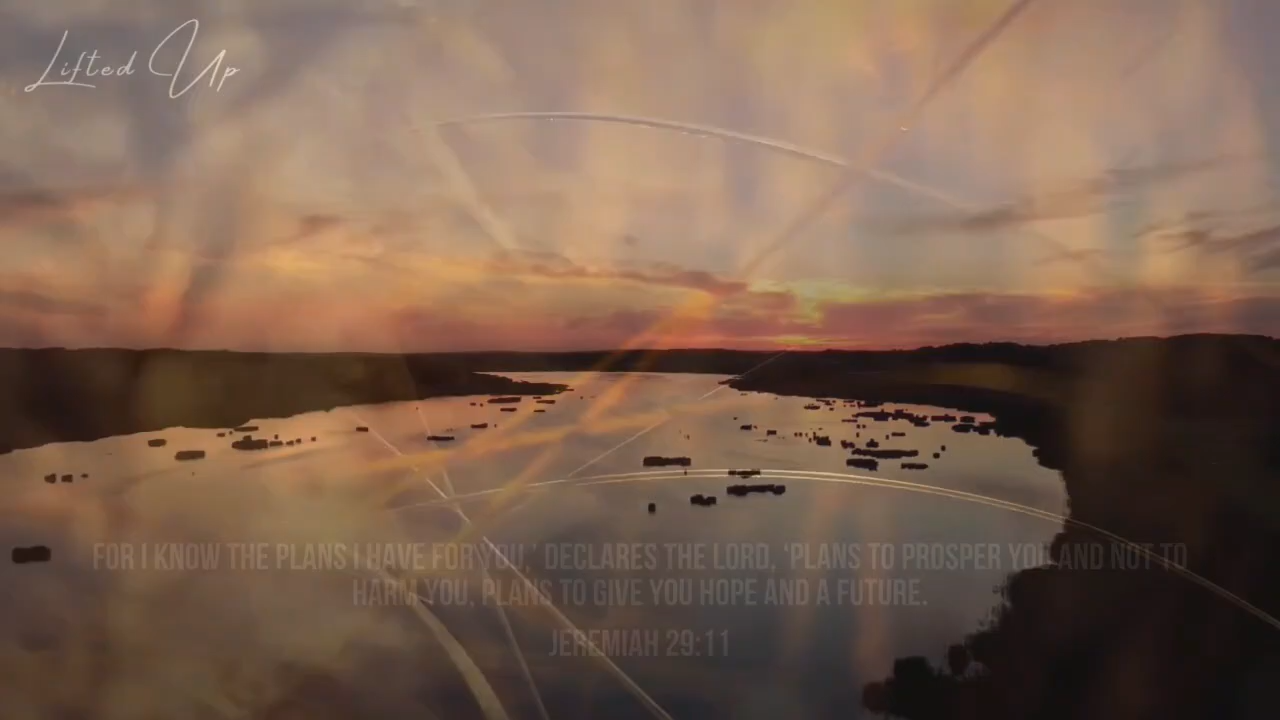 Lifted Up
FOR I KNOW THE PLANS I HAVE FOR YOU,' DECLARES THE LORD, 'PLANS TO PROSPER YOU AND NOT TO
HARM YOU, PLANS TO GIVE YOU HOPE AND A FUTURE.
JEREMIAH 29:11